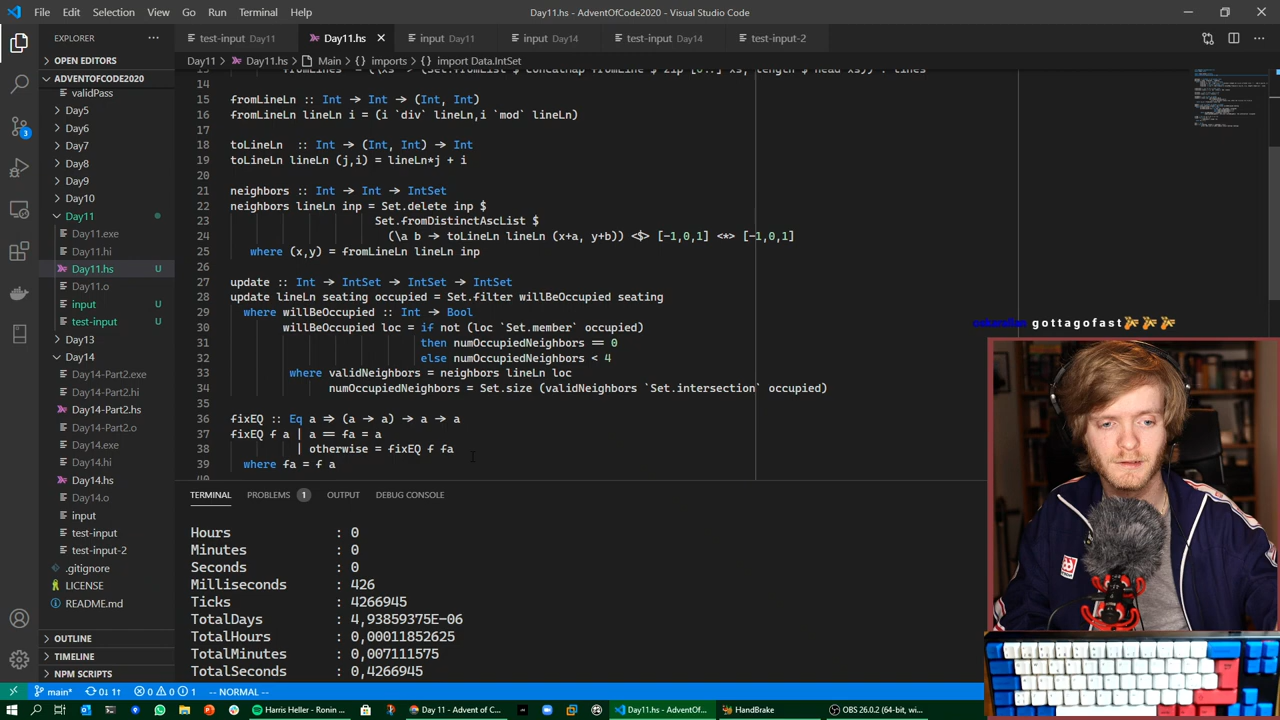 File Edit Selection View Go Run Terminal Help
Day11.hs - AdventOfCode2020 - Visual Studio Code
EXPLORER
test-input Day11
Day11.hs
input Day11
input Day14
test-input Day14
test-input-2
OPEN EDITORS
ADVENTOFCODE2020
validPass
Day5
Day6
Day7
Day8
Day9
Day10
Day11
Day11.exe
Day11.hi
Day11.hs U
Day11.o
input U
test-input U
Day13
Day14
Day14-Part2.exe
Day14-Part2.hi
Day14-Part2.hs
Day14-Part2.o
Day14.exe
Day14.hi
Day14.hs
Day14.o
input
test-input
test-input-2
.gitignore
LICENSE
README.md
OUTLINE
TIMELINE
NPM SCRIPTS
3
Day11 > Day11.hs > {} Main > imports > {} import Data.IntSet
14
15 fromLineLn :: Int → Int → (Int, Int)
16 fromLineLn lineLn i = (i `div` lineLn,i `mod` lineLn)
17
18 toLineLn :: Int → (Int, Int) → Int
19 toLineLn lineLn (j,i) = lineLn*j + i
20
21 neighbors :: Int → Int → IntSet
22 neighbors lineLn inp = Set.delete inp $
23 Set.fromDistinctAscList $
24 (\a b → toLineLn lineLn (x+a, y+b)) <$> [-1,0,1] <*> [-1,0,1]
25 where (x,y) = fromLineLn lineLn inp
26
27 update :: Int → IntSet → IntSet → IntSet
28 update lineLn seating occupied = Set.filter willBeOccupied seating
29 where willBeOccupied :: Int → Bool
30 willBeOccupied loc = if not (loc `Set.member` occupied)
31 then numOccupiedNeighbors == 0
32 else numOccupiedNeighbors < 4
33 where validNeighbors = neighbors lineLn loc
34 numOccupiedNeighbors = Set.size (validNeighbors `Set.intersection` occupied)
35
36 fixEQ :: Eq a ⇒ (a → a) → a → a
37 fixEQ f a | a == fa = a
38 | otherwise = fixEQ f fa
39 where fa = f a
g o t t a g o f a s t
TERMINAL PROBLEMS 1 OUTPUT DEBUG CONSOLE
Hours : 0
Minutes : 0
Seconds : 0
Milliseconds : 426
Ticks : 4266945
TotalDays : 4,93859375E-06
TotalHours : 0,00011852625
TotalMinutes : 0,007111575
TotalSeconds : 0,4266945
main* 0↓ 1↑ 0 0 1 -- NORMAL --
Harris Heller - Ronin ...
Day 11 - Advent of C...
Day11.hs - AdventOf...
HandBrake
OBS 26.0.2 (64-bit, wi...